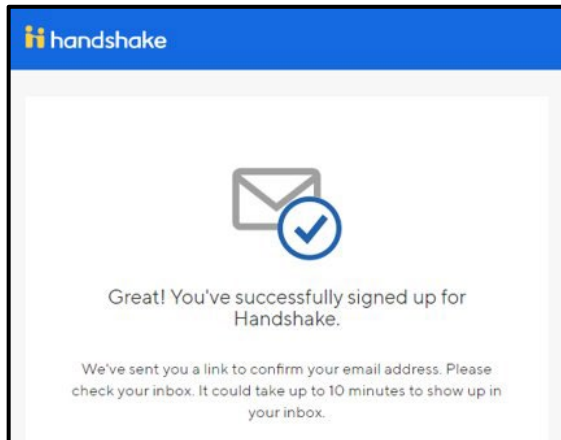 handshake
Great! You've successfully signed up for
Handshake.
We've sent you a link to confirm your email address. Please
check your inbox. It could take up to 10 minutes to show up in
your inbox.